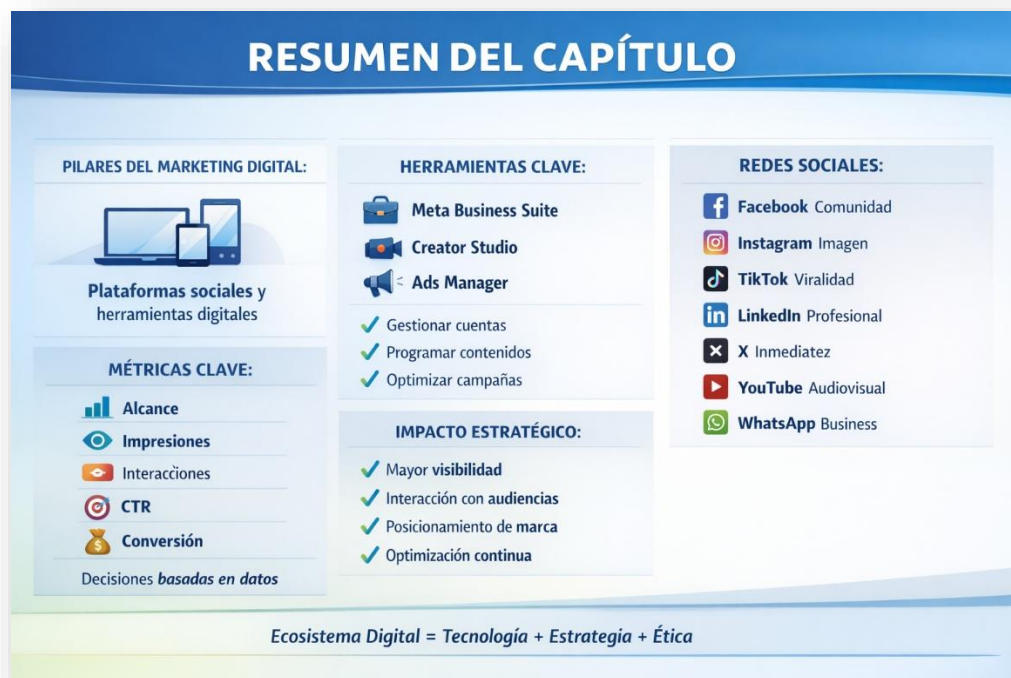 RESUMEN DEL CAPÍTULO
PILARES DEL MARKETING DIGITAL:
Plataformas sociales y
herramientas digitales
MÉTRICAS CLAVE:
Alcance
Impresiones
Interacciones
CTR
Conversión
Decisiones basadas en datos
HERRAMIENTAS CLAVE:
Meta Business Suite
Creator Studio
Ads Manager
Gestionar cuentas
Programar contenidos
Optimizar campañas
IMPACTO ESTRATÉGICO:
Mayor visibilidad
Interacción con audiencias
Posicionamiento de marca
Optimización continua
REDES SOCIALES:
Facebook Comunidad
Instagram Imagen
TikTok Viralidad
LinkedIn Profesional
X Inmediatez
YouTube Audiovisual
WhatsApp Business
Ecosistema Digital = Tecnología + Estrategia + Ética